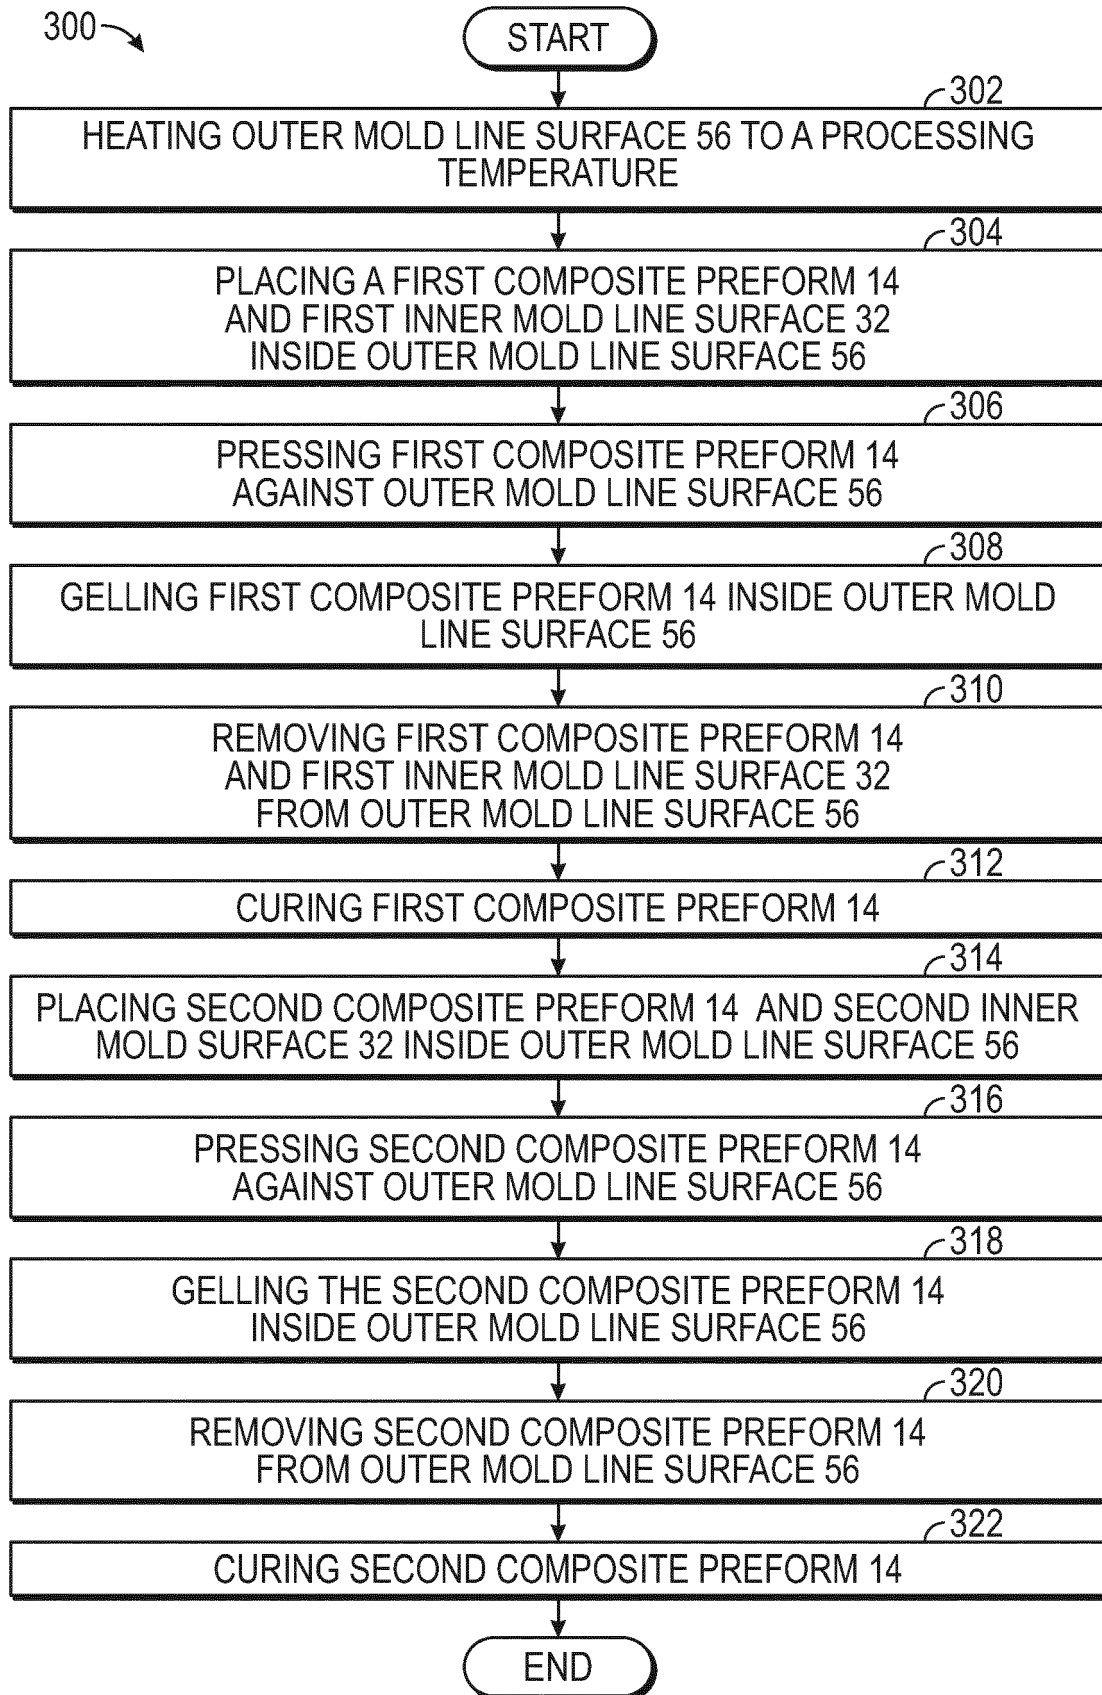 300
START
302
HEATING OUTER MOLD LINE SURFACE 56 TO A PROCESSING
TEMPERATURE
304
PLACING A FIRST COMPOSITE PREFORM 14
AND FIRST INNER MOLD LINE SURFACE 32
INSIDE OUTER MOLD LINE SURFACE 56
306
PRESSING FIRST COMPOSITE PREFORM 14
AGAINST OUTER MOLD LINE SURFACE 56
308
GELLING FIRST COMPOSITE PREFORM 14 INSIDE OUTER MOLD
LINE SURFACE 56
310
REMOVING FIRST COMPOSITE PREFORM 14
AND FIRST INNER MOLD LINE SURFACE 32
FROM OUTER MOLD LINE SURFACE 56
312
CURING FIRST COMPOSITE PREFORM 14
314
PLACING SECOND COMPOSITE PREFORM 14 AND SECOND INNER
MOLD SURFACE 32 INSIDE OUTER MOLD LINE SURFACE 56
316
PRESSING SECOND COMPOSITE PREFORM 14
AGAINST OUTER MOLD LINE SURFACE 56
318
GELLING THE SECOND COMPOSITE PREFORM 14
INSIDE OUTER MOLD LINE SURFACE 56
320
REMOVING SECOND COMPOSITE PREFORM 14
FROM OUTER MOLD LINE SURFACE 56
322
CURING SECOND COMPOSITE PREFORM 14
END